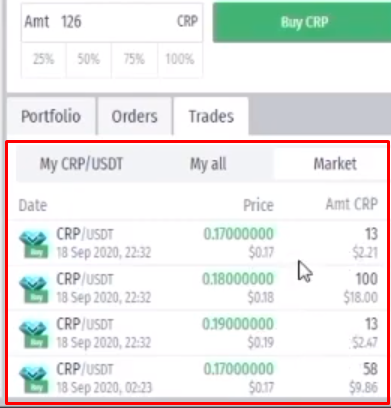 Amt 126 CRP Buy CRP
25% 50% 75% 100%
Portfolio Orders Trades
My CRP/USDT My all Market
Date Price Amt CRP
CRP/USDT 0.17000000 13
Buy 18 Sep 2020, 22:32 $0.17 $2.21
CRP/USDT 0.18000000 100
Buy 18 Sep 2020, 22:32 $0.18 $18.00
CRP/USDT 0.19000000 13
Buy 18 Sep 2020, 22:32 $0.19 $2.47
CRP/USDT 0.17000000 58
Buy 18 Sep 2020, 02:23 $0.17 $9.86